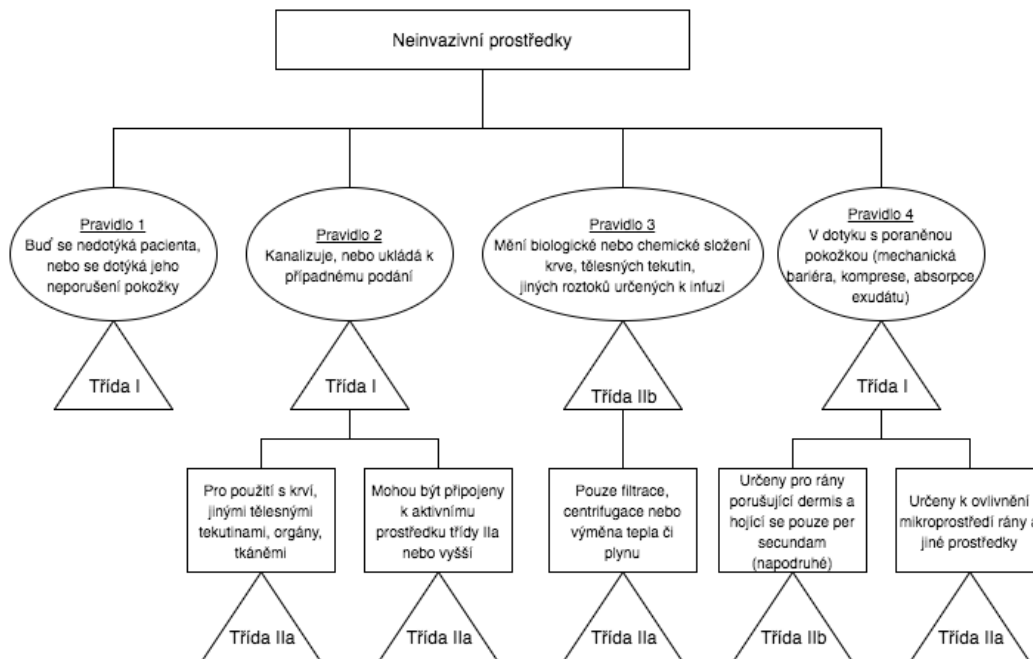 Neinvazivní prostředky
Pravidlo 1
Buď se nedotýká pacienta,
nebo se dotýká jeho
neporušení pokožky
Třída I
Pravidlo 2
Kanalizuje, nebo ukládá k
případnému podání
Třída I
Pravidlo 3
Mění biologické nebo chemické složení
krve, tělesných tekutin,
jiných roztoků určených k infuzi
Třída IIb
Pravidlo 4
V dotyku s poraněnou
pokožkou (mechanická
bariéra, komprese, absorpce
exudátu)
Třída I
Pro použití s krví,
jinými tělesnými
tekutinami, orgány,
tkáněmi
Třída IIa
Mohou být připojeny
k aktivnímu
prostředku třídy IIa
nebo vyšší
Třída IIa
Pouze filtrace,
centrifugace nebo
výměna tepla či
plynu
Třída IIa
Určeny pro rány
porušující dermis a
hojící se pouze per
secundam
(napodruhé)
Třída IIb
Určeny k ovlivnění
mikroprostředí rány a
jiné prostředky
Třída IIa